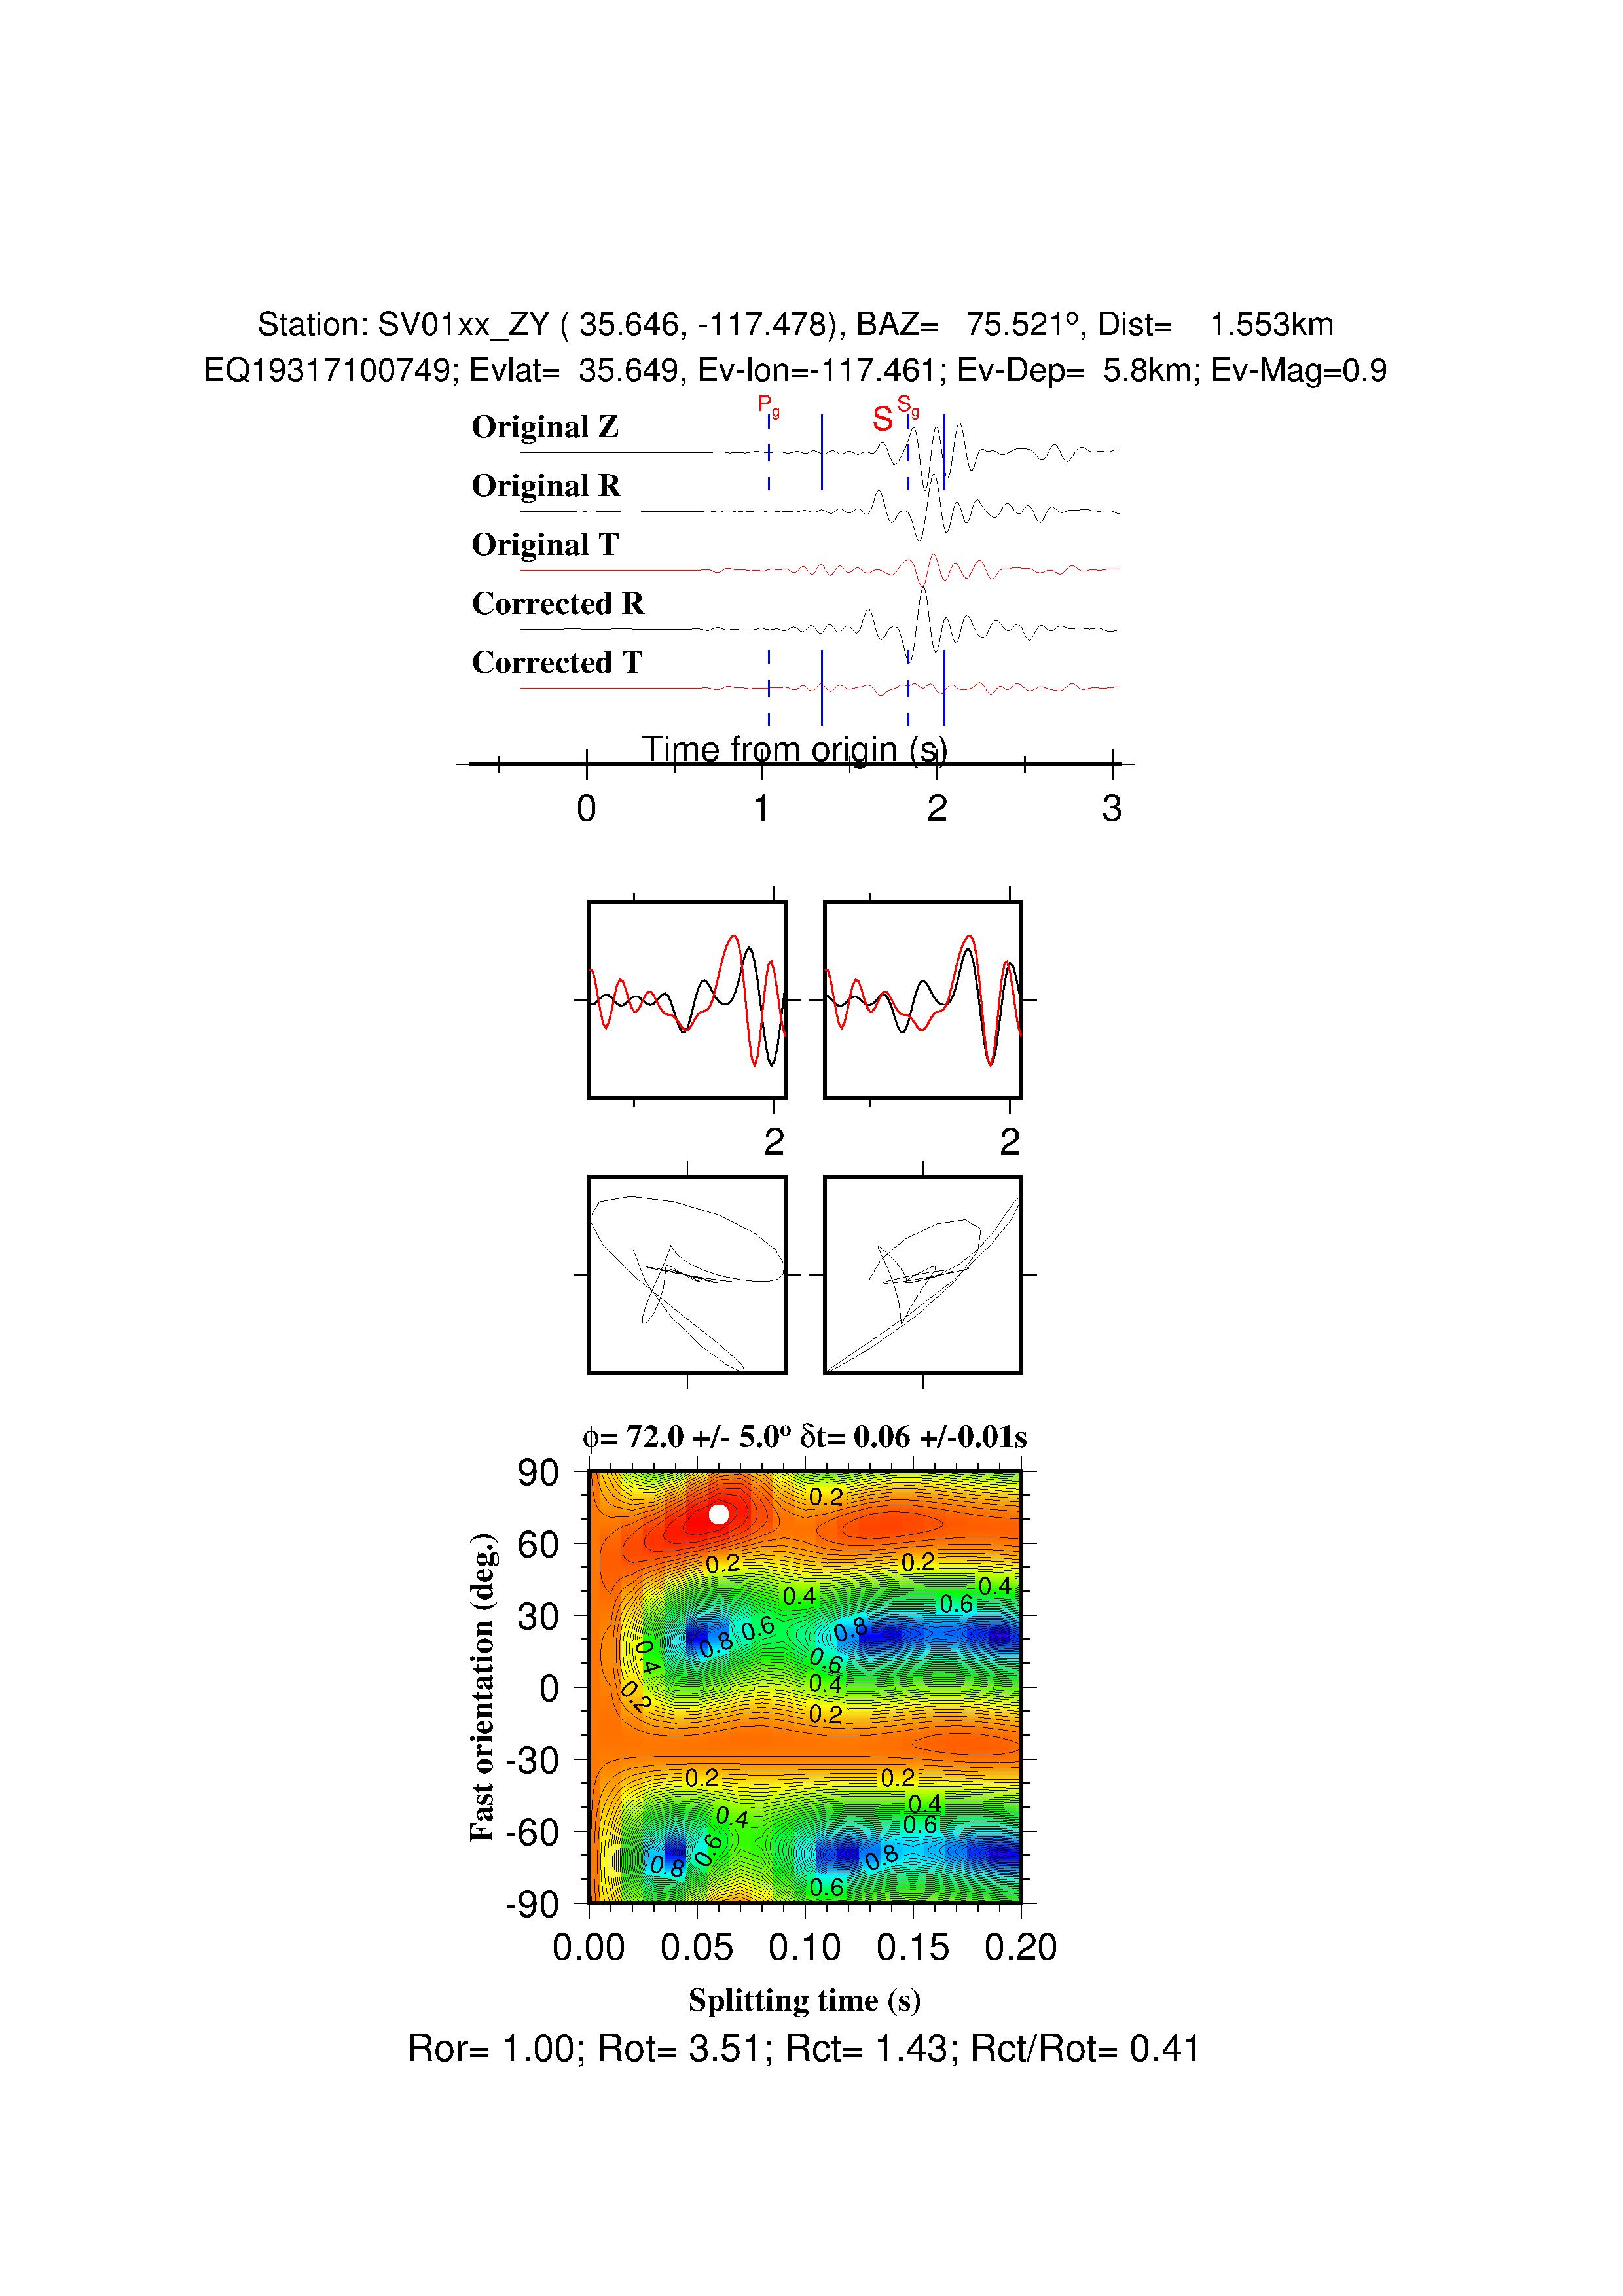 Station: SV01xx_ZY ( 35.646, -117.478), BAZ= 75.521º, Dist= 1.553km
EQ19317100749; Evlat= 35.649, Ev-lon=-117.461; Ev-Dep= 5.8km; Ev-Mag=0.9
Pg S Sg
Original Z
Original R
Original T
Corrected R
Corrected T
Time from origin (s)
0 1 2 3
2 2
ϕ= 72.0 +/- 5.0º δt= 0.06 +/-0.01s
Fast orientation (deg.)
90
60
30
0
-30
-60
-90
0.2
0.2 0.2
0.4 0.4
0.6
0.8 0.6 0.8
0.4 0.6
0.4
0.2
0.2
0.2 0.2
0.4 0.4
0.6
0.6 0.8
0.8
0.6
0.00 0.05 0.10 0.15 0.20
Splitting time (s)
Ror= 1.00; Rot= 3.51; Rct= 1.43; Rct/Rot= 0.41